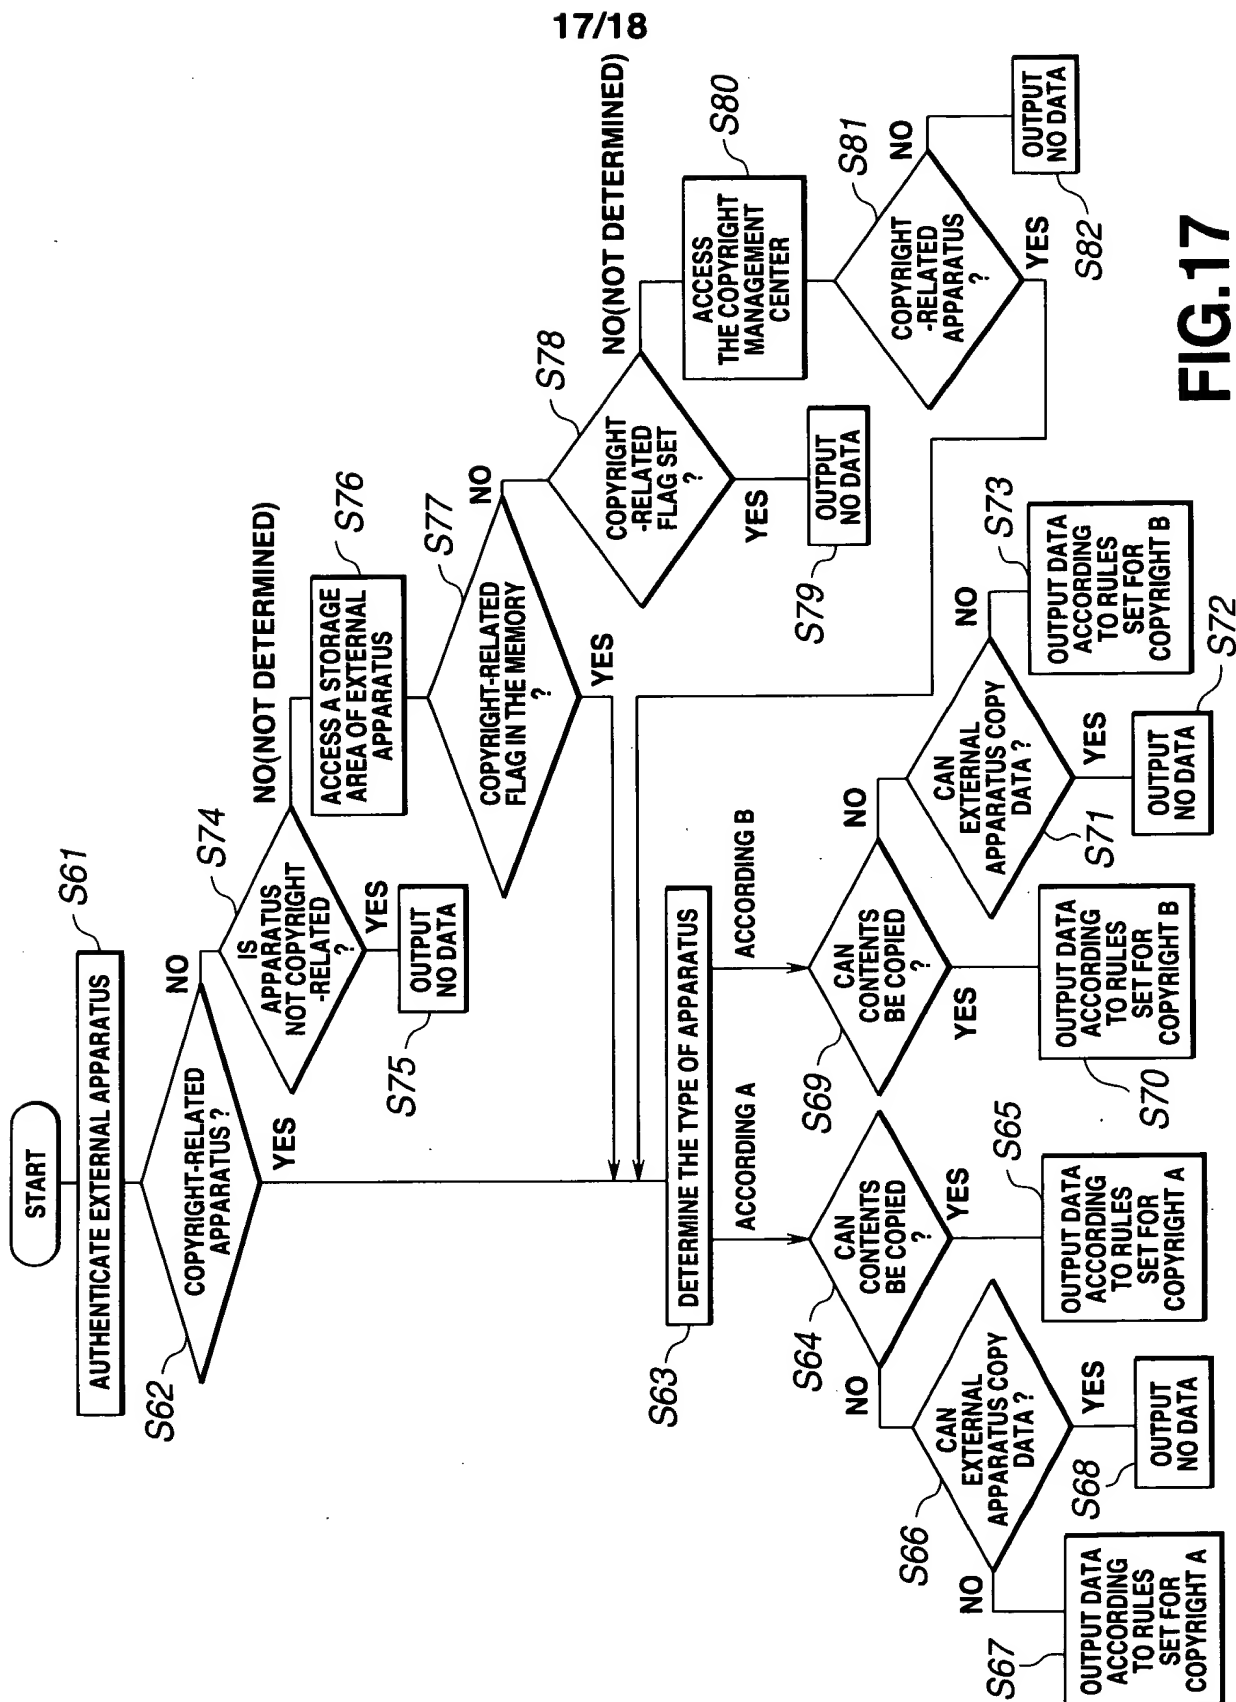 17/18
START
AUTHENTICATE EXTERNAL APPARATUS
S61
COPYRIGHT-RELATED
APPARATUS ?
S62
YES
NO
IS
APPARATUS
NOT COPYRIGHT
-RELATED
?
S74
YES
OUTPUT
NO DATA
S75
NO(NOT DETERMINED)
ACCESS A STORAGE
AREA OF EXTERNAL
APPARATUS
S76
COPYRIGHT-RELATED
FLAG IN THE MEMORY
?
S77
YES
NO
COPYRIGHT
-RELATED
FLAG SET
?
S78
YES
OUTPUT
NO DATA
S79
NO(NOT DETERMINED)
ACCESS
THE COPYRIGHT
MANAGEMENT
CENTER
S80
COPYRIGHT
-RELATED
APPARATUS
?
S81
YES
NO
OUTPUT
NO DATA
S82
DETERMINE THE TYPE OF APPARATUS
S63
ACCORDING A
ACCORDING B
CAN
CONTENTS
BE COPIED
?
S64
YES
OUTPUT DATA
ACCORDING
TO RULES
SET FOR
COPYRIGHT A
S65
NO
CAN
EXTERNAL
APPARATUS COPY
DATA ?
S66
NO
OUTPUT DATA
ACCORDING
TO RULES
SET FOR
COPYRIGHT A
S67
YES
OUTPUT
NO DATA
S68
CAN
CONTENTS
BE COPIED
?
S69
YES
OUTPUT DATA
ACCORDING
TO RULES
SET FOR
COPYRIGHT B
S70
NO
CAN
EXTERNAL
APPARATUS COPY
DATA ?
S71
YES
OUTPUT
NO DATA
S72
NO
OUTPUT DATA
ACCORDING
TO RULES
SET FOR
COPYRIGHT B
S73
FIG.17